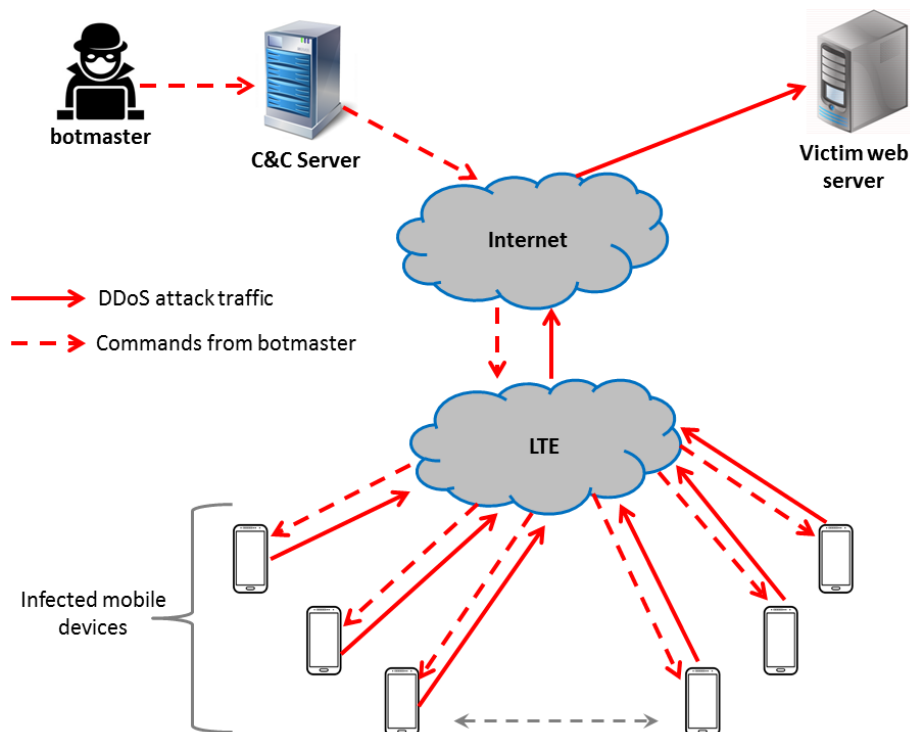 botmaster
C&C Server
Victim web
server
Internet
DDoS attack traffic
Commands from botmaster
LTE
Infected mobile
devices